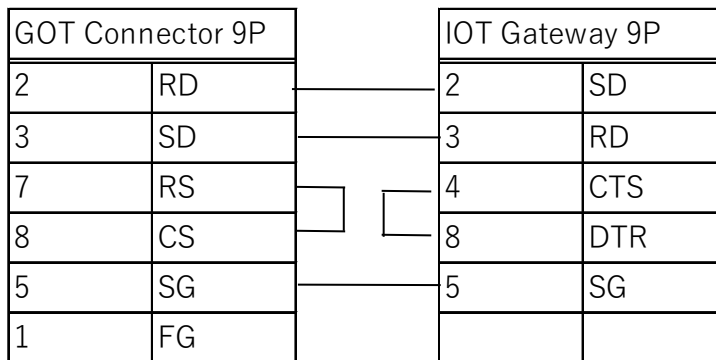 GOT Connector 9P IOT Gateway 9P
2 RD 2 SD
3 SD 3 RD
7 RS 4 CTS
8 CS 8 DTR
5 SG 5 SG
1 FG